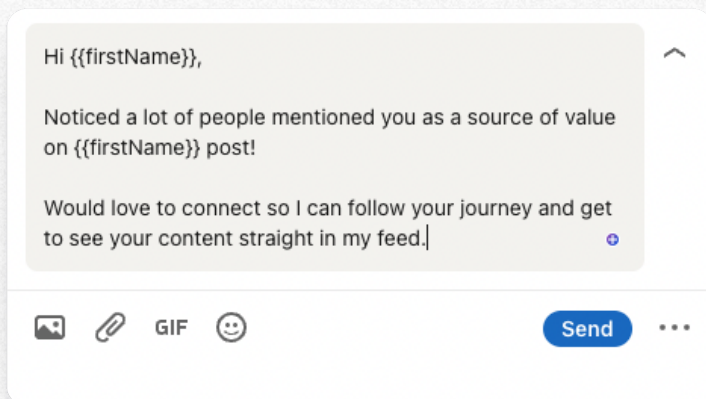 Hi {{firstName}},
Noticed a lot of people mentioned you as a source of value
on {{firstName}} post!
Would love to connect so I can follow your journey and get
to see your content straight in my feed.
GIF
Send